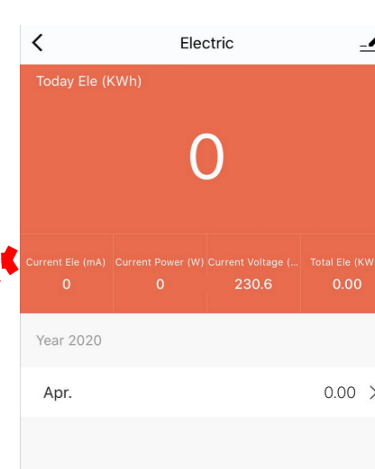 Electric
Today Ele (KWh)
0
Current Ele (mA) Current Power (W) Current Voltage (... Total Ele (KW
0 0 230.6 0.00
Year 2020
Apr. 0.00